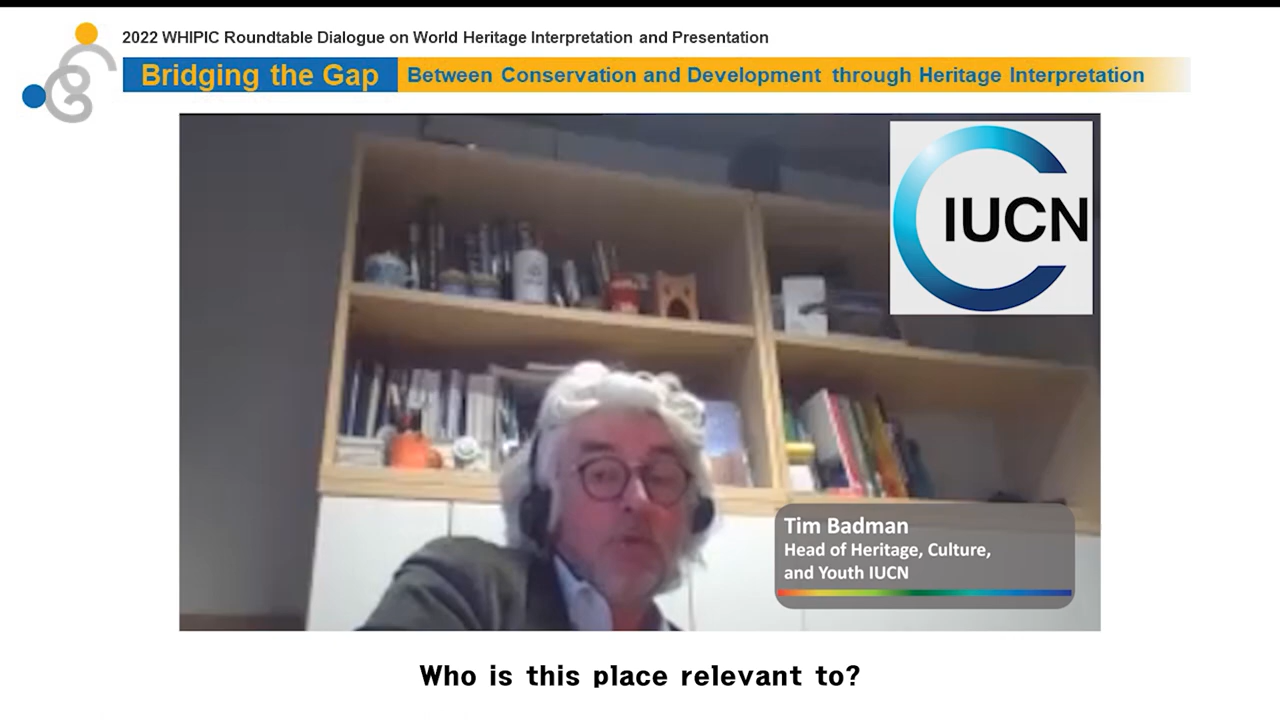 2022 WHIPIC Roundtable Dialogue on World Heritage Interpretation and Presentation
Bridging the Gap Between Conservation and Development through Heritage Interpretation
IUCN
Tim Badman
Head of Heritage, Culture,
and Youth IUCN
Who is this place relevant to?